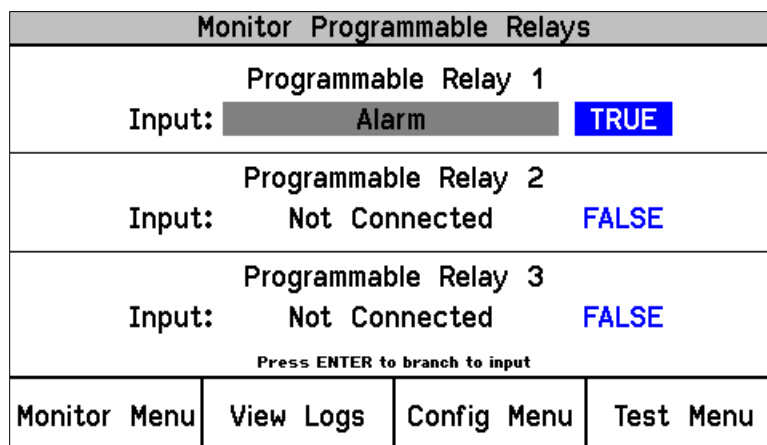 Monitor Programmable Relays
Programmable Relay 1
Input: Alarm TRUE
Programmable Relay 2
Input: Not Connected FALSE
Programmable Relay 3
Input: Not Connected FALSE
Press ENTER to branch to input
Monitor Menu View Logs Config Menu Test Menu